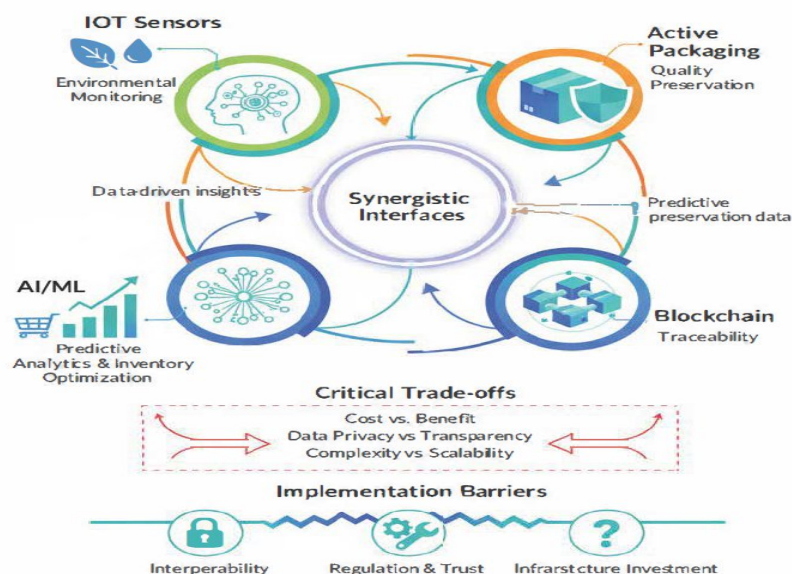 IOT Sensors
Environmental
Monitoring
Active
Packaging
Quality
Preservation
Data-driven insights
Synergistic
Interfaces
Predictive
preservation data
AI/ML
Predictive
Analytics & Inventory
Optimization
Blockchain
Traceability
Critical Trade-offs
Cost vs. Benefit
Data Privacy vs Transparency
Complexity vs Scalability
Implementation Barriers
?
Interperability
Regulation & Trust
Infrarstcture Investment